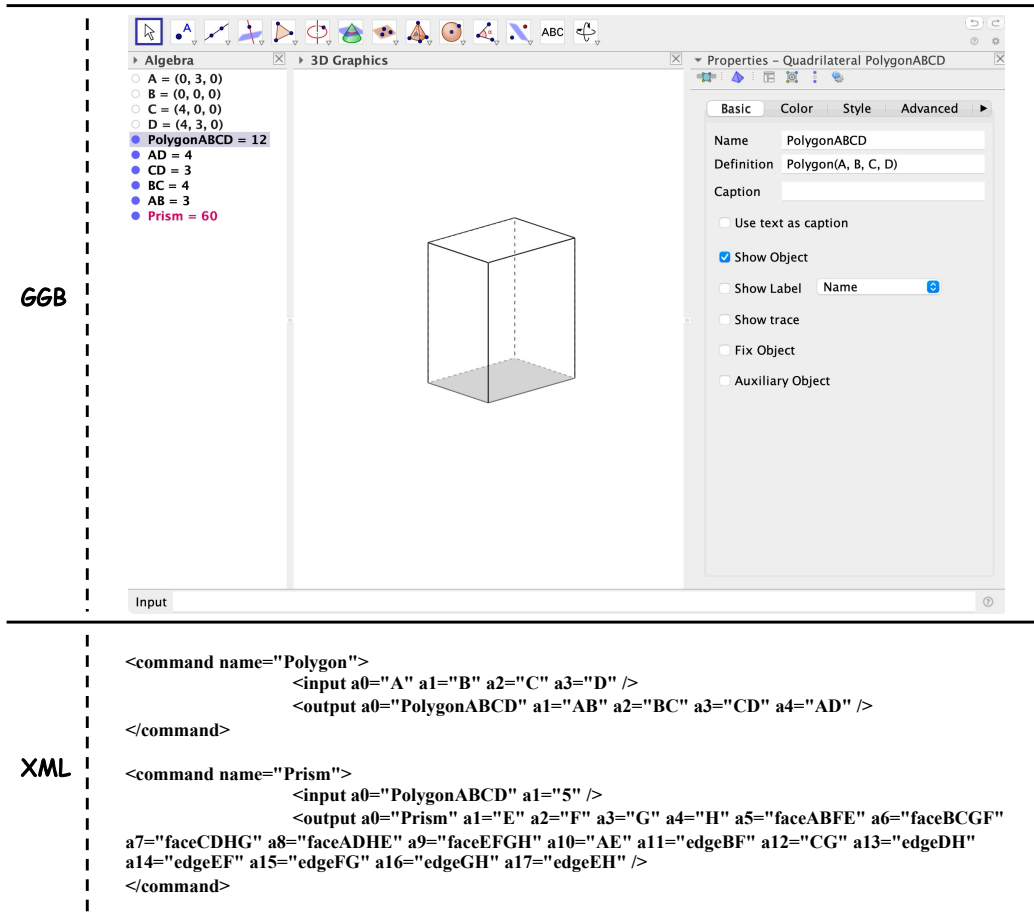 ABC
Algebra
3D Graphics
Properties – Quadrilateral PolygonABCD
A = (0, 3, 0)
B = (0, 0, 0)
C = (4, 0, 0)
D = (4, 3, 0)
PolygonABCD = 12
AD = 4
CD = 3
BC = 4
AB = 3
Prism = 60
Basic Color Style Advanced
Name PolygonABCD
Definition Polygon(A, B, C, D)
Caption
Use text as caption
Show Object
Show Label Name
Show trace
Fix Object
Auxiliary Object
GGB
Input
XML
<command name="Polygon">
<input a0="A" a1="B" a2="C" a3="D" />
<output a0="PolygonABCD" a1="AB" a2="BC" a3="CD" a4="AD" />
</command>
<command name="Prism">
<input a0="PolygonABCD" a1="5" />
<output a0="Prism" a1="E" a2="F" a3="G" a4="H" a5="faceABFE" a6="faceBCGF"
a7="faceCDHG" a8="faceADHE" a9="faceEFGH" a10="AE" a11="edgeBF" a12="CG" a13="edgeDH"
a14="edgeEF" a15="edgeFG" a16="edgeGH" a17="edgeEH" />
</command>